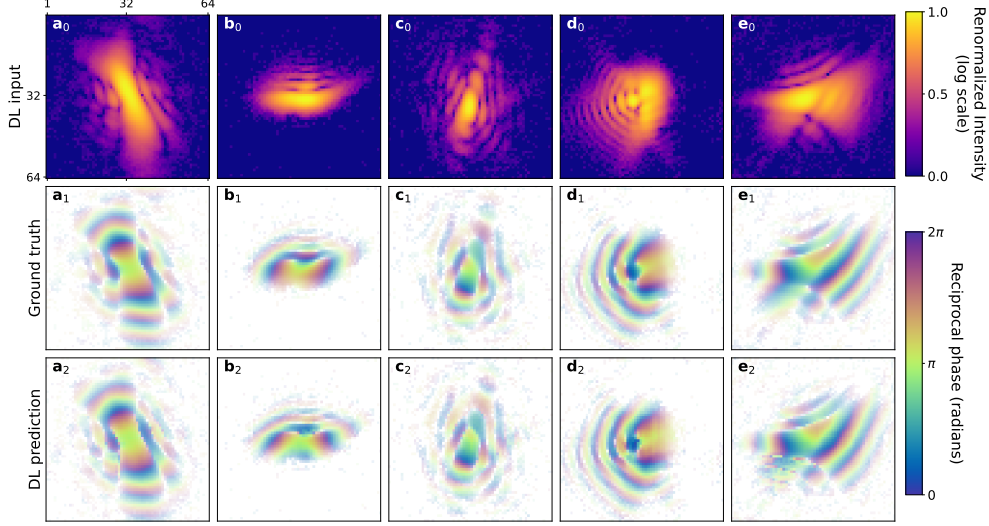 1 32 64
a0 b0 c0 d0 e0
DL input
32
64
1.0
0.5
0.0
Renormalized Intensity
(log scale)
a1 b1 c1 d1 e1
Ground truth
a2 b2 c2 d2 e2
DL prediction
2π
π
0
Reciprocal phase (radians)